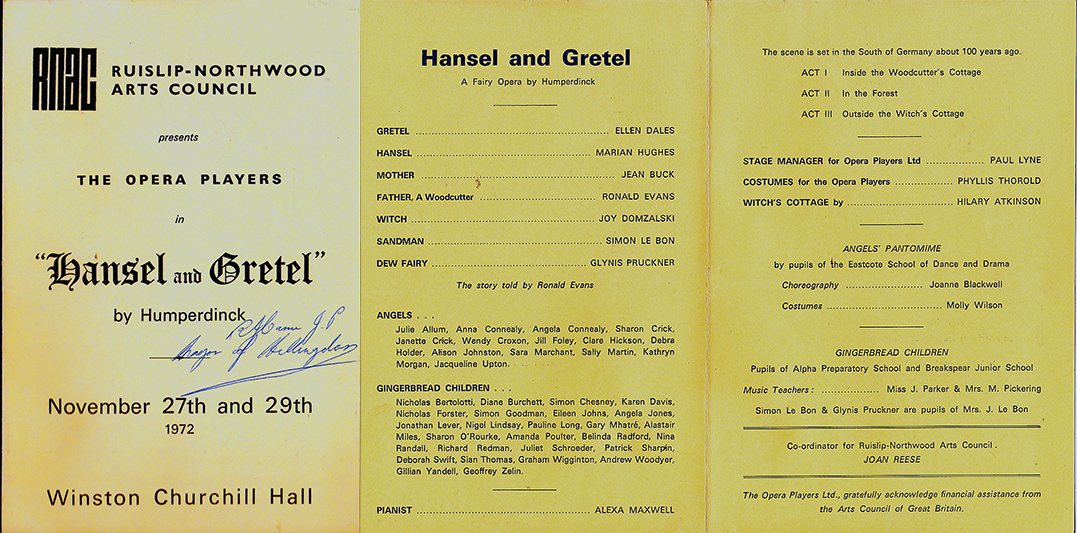 RNAC
RUISLIP-NORTHWOOD
ARTS COUNCIL
presents
THE OPERA PLAYERS
in
"Hansel and Gretel"
by Humperdinck
J.P
Mayor of Hillingdon
November 27th and 29th
1972
Winston Churchill Hall
Hansel and Gretel
A Fairy Opera by Humperdinck
GRETEL ........ ELLEN DALES
HANSEL ........ MARIAN HUGHES
MOTHER ........ JEAN BUCK
FATHER, A Woodcutter ........ RONALD EVANS
WITCH ........ JOY DOMZALSKI
SANDMAN ........ SIMON LE BON
DEW FAIRY ........ GLYNIS PRUCKNER
The story told by Ronald Evans
ANGELS . . .
Julie Allum, Anna Connealy, Angela Connealy, Sharon Crick,
Janette Crick, Wendy Croxon, Jill Foley, Clare Hickson, Debra
Holder, Alison Johnston, Sara Marchant, Sally Martin, Kathryn
Morgan, Jacqueline Upton.
GINGERBREAD CHILDREN . . .
Nicholas Bertolotti, Diane Burchett, Simon Chesney, Karen Davis,
Nicholas Forster, Simon Goodman, Eileen Johns, Angela Jones,
Jonathan Lever, Nigel Lindsay, Pauline Long, Gary Mhatré, Alastair
Miles, Sharon O'Rourke, Amanda Poulter, Belinda Radford, Nina
Randall, Richard Redman, Juliet Schroeder, Patrick Sharpin,
Deborah Swift, Sian Thomas, Graham Wigginton, Andrew Woodyer,
Gillian Yandell, Geoffrey Zelin.
PIANIST ........ ALEXA MAXWELL
The scene is set in the South of Germany about 100 years ago.
ACT I Inside the Woodcutter's Cottage
ACT II In the Forest
ACT III Outside the Witch's Cottage
STAGE MANAGER for Opera Players Ltd ........ PAUL LYNE
COSTUMES for the Opera Players ........ PHYLLIS THOROLD
WITCH'S COTTAGE by ........ HILARY ATKINSON
ANGELS' PANTOMIME
by pupils of the Eastcote School of Dance and Drama
Choreography ........ Joanne Blackwell
Costumes ........ Molly Wilson
GINGERBREAD CHILDREN
Pupils of Alpha Preparatory School and Breakspear Junior School
Music Teachers : ........ Miss J. Parker & Mrs. M. Pickering
Simon Le Bon & Glynis Pruckner are pupils of Mrs. J. Le Bon
Co-ordinator for Ruislip-Northwood Arts Council.
JOAN REESE
The Opera Players Ltd., gratefully acknowledge financial assistance from
the Arts Council of Great Britain.